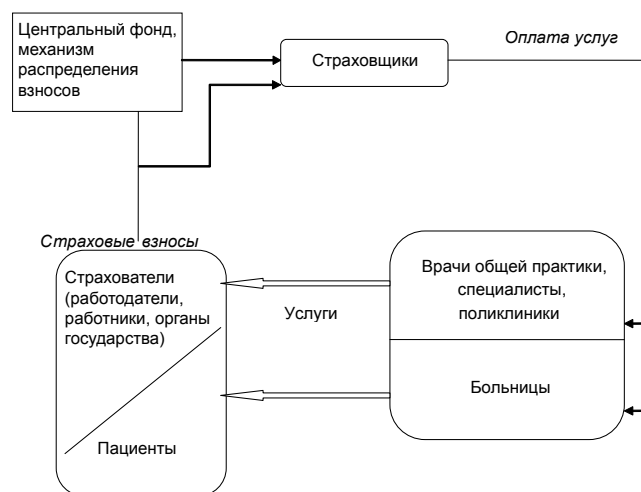 Центральный фонд,
механизм
распределения
взносов
Страховщики
Оплата услуг
Страховые взносы
Страхователи
(работодатели,
работники, органы
государства)
Пациенты
Услуги
Врачи общей практики,
специалисты,
поликлиники
Больницы